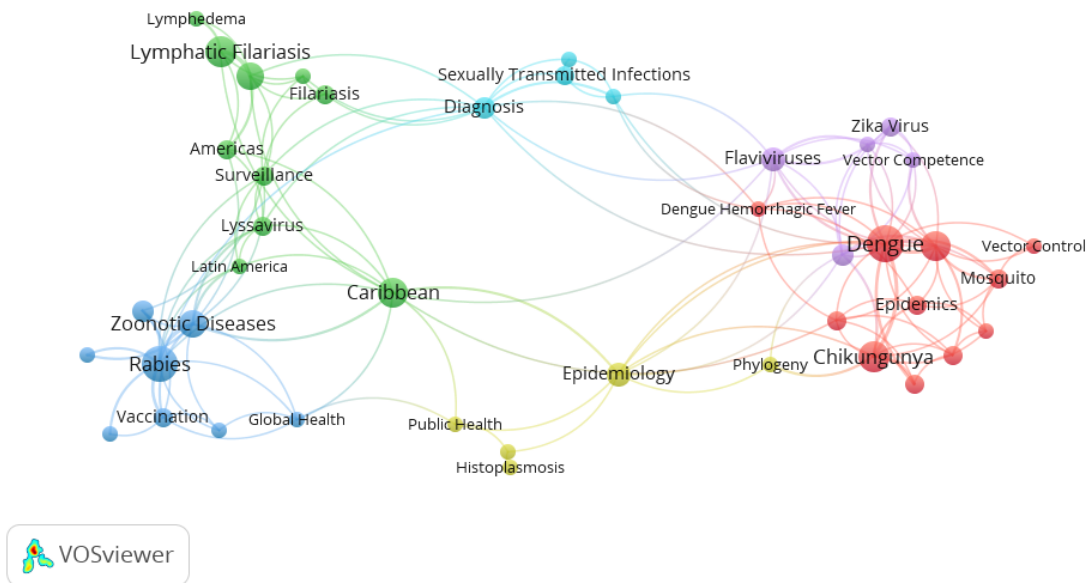 Lymphedema
Lymphatic Filariasis
Filariasis
Sexually Transmitted Infections
Diagnosis
Americas
Surveillance
Lyssavirus
Latin America
Caribbean
Zoonotic Diseases
Rabies
Vaccination
Global Health
Public Health
Histoplasmosis
Epidemiology
Phylogeny
Zika Virus
Flaviviruses
Vector Competence
Dengue Hemorrhagic Fever
Dengue
Vector Control
Mosquito
Epidemics
Chikungunya
VOSviewer